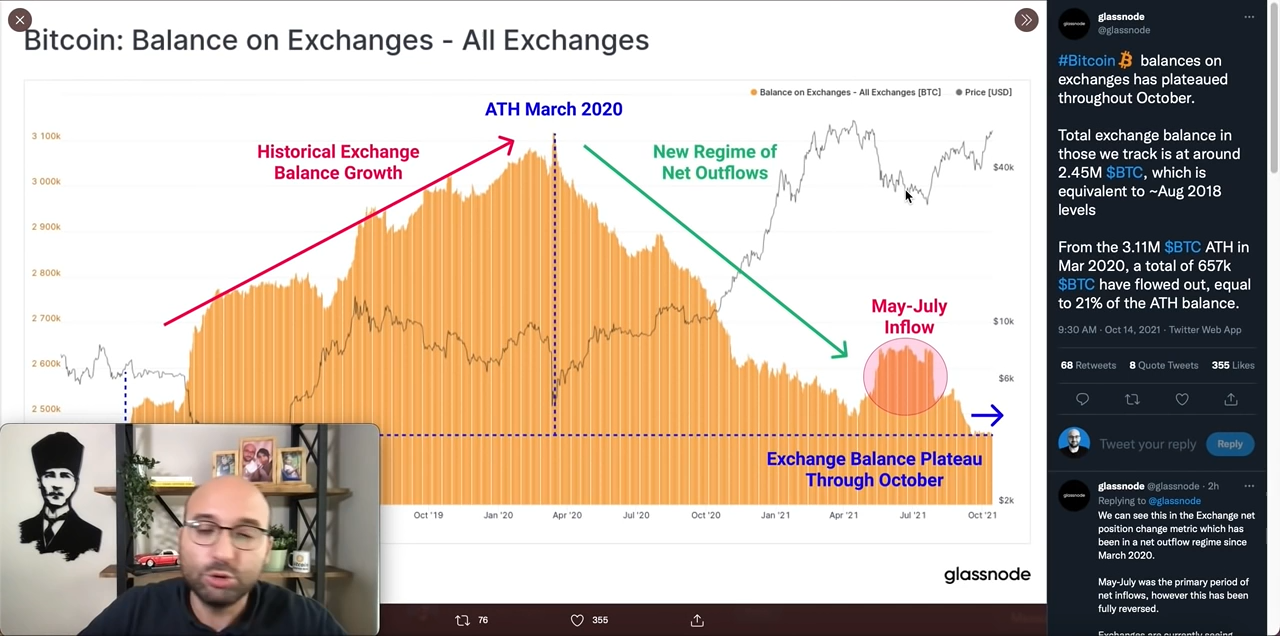 Bitcoin: Balance on Exchanges - All Exchanges
Balance on Exchanges - All Exchanges [BTC]
Price [USD]
ATH March 2020
Historical Exchange
Balance Growth
New Regime of
Net Outflows
May-July
Inflow
Exchange Balance Plateau
Through October
3 100k
3 000k
2 900k
2 800k
2 700k
2 600k
2 500k
$40k
$10k
$6k
$2k
Oct '19
Jan '20
Apr '20
Jul '20
Oct '20
Jan '21
Apr '21
Jul '21
Oct '21
glassnode
76
355
glassnode
glassnode
@glassnode
#Bitcoin balances on
exchanges has plateaued
throughout October.
Total exchange balance in
those we track is at around
2.45M $BTC, which is
equivalent to ~Aug 2018
levels
From the 3.11M $BTC ATH in
Mar 2020, a total of 657k
$BTC have flowed out, equal
to 21% of the ATH balance.
9:30 AM · Oct 14, 2021 · Twitter Web App
68 Retweets 8 Quote Tweets 355 Likes
Tweet your reply
Reply
glassnode
glassnode @glassnode · 2h
Replying to @glassnode
We can see this in the Exchange net
position change metric which has
been in a net outflow regime since
March 2020.
May-July was the primary period of
net inflows, however this has been
fully reversed.
Exchanges are currently seeing